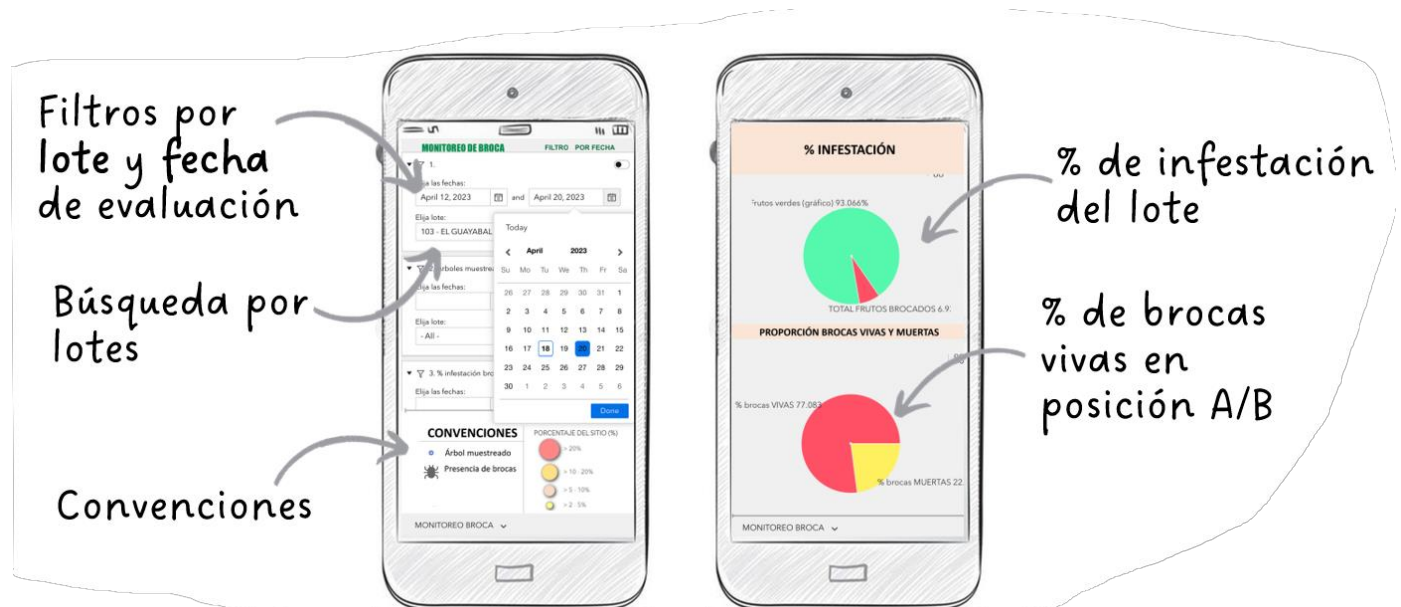 Filtros por
lote y fecha
de evaluación
Búsqueda por
lotes
Convenciones
MONITOREO DE BROCA
FILTRO POR FECHA
1.
Elija las fechas:
April 12, 2023 and April 20, 2023
Elija lote:
103 - EL GUAYABAL
Today
April 2023
Su Mo Tu We Th Fr Sa
26 27 28 29 30 31 1
2 3 4 5 6 7 8
9 10 11 12 13 14 15
16 17 18 19 20 21 22
23 24 25 26 27 28 29
30 1 2 3 4 5 6
Done
Elija las fechas:
Elija lote:
- All -
3. % infestación bro
Elija las fechas:
CONVENCIONES
Árbol muestreado
Presencia de brocas
PORCENTAJE DEL SITIO (%)
> 20%
> 10 - 20%
> 5 - 10%
> 2 - 5%
MONITOREO BROCA
% INFESTACIÓN
Frutos verdes (gráfico) 93.066%
TOTAL FRUTOS BROCADOS 6.9.
PROPORCIÓN BROCAS VIVAS Y MUERTAS
% brocas VIVAS 77.083
% brocas MUERTAS 22.
MONITOREO BROCA
% de infestación
del lote
% de brocas
vivas en
posición A/B